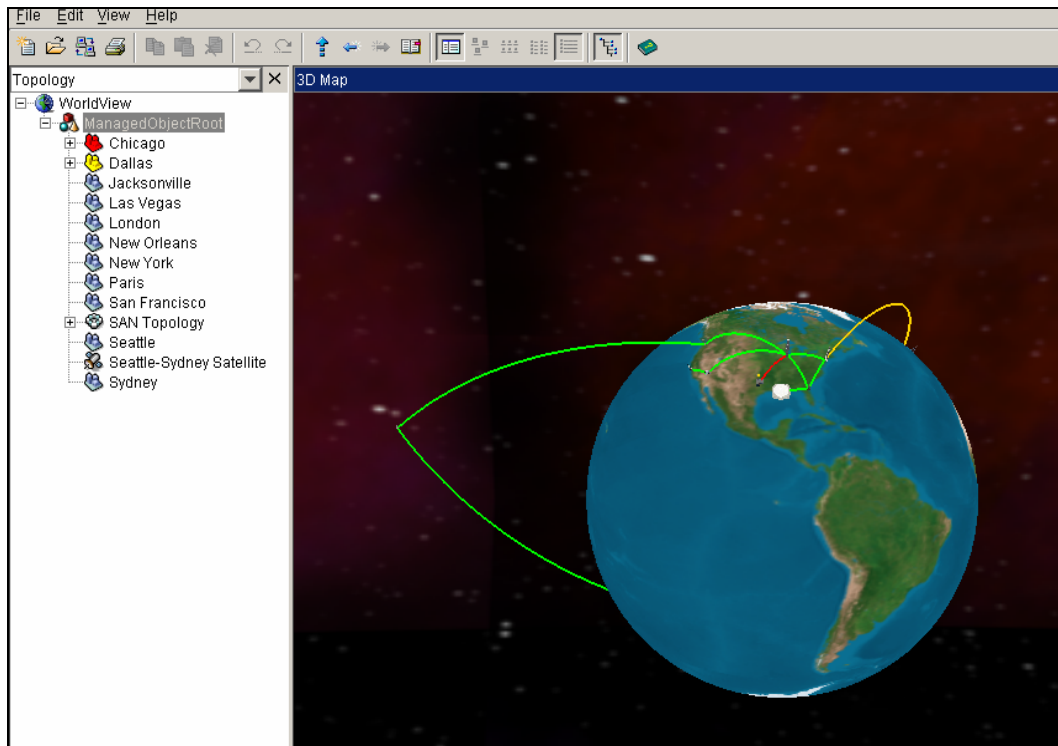 File Edit View Help
Topology
3D Map
WorldView
ManagedObjectRoot
Chicago
Dallas
Jacksonville
Las Vegas
London
New Orleans
New York
Paris
San Francisco
SAN Topology
Seattle
Seattle-Sydney Satellite
Sydney